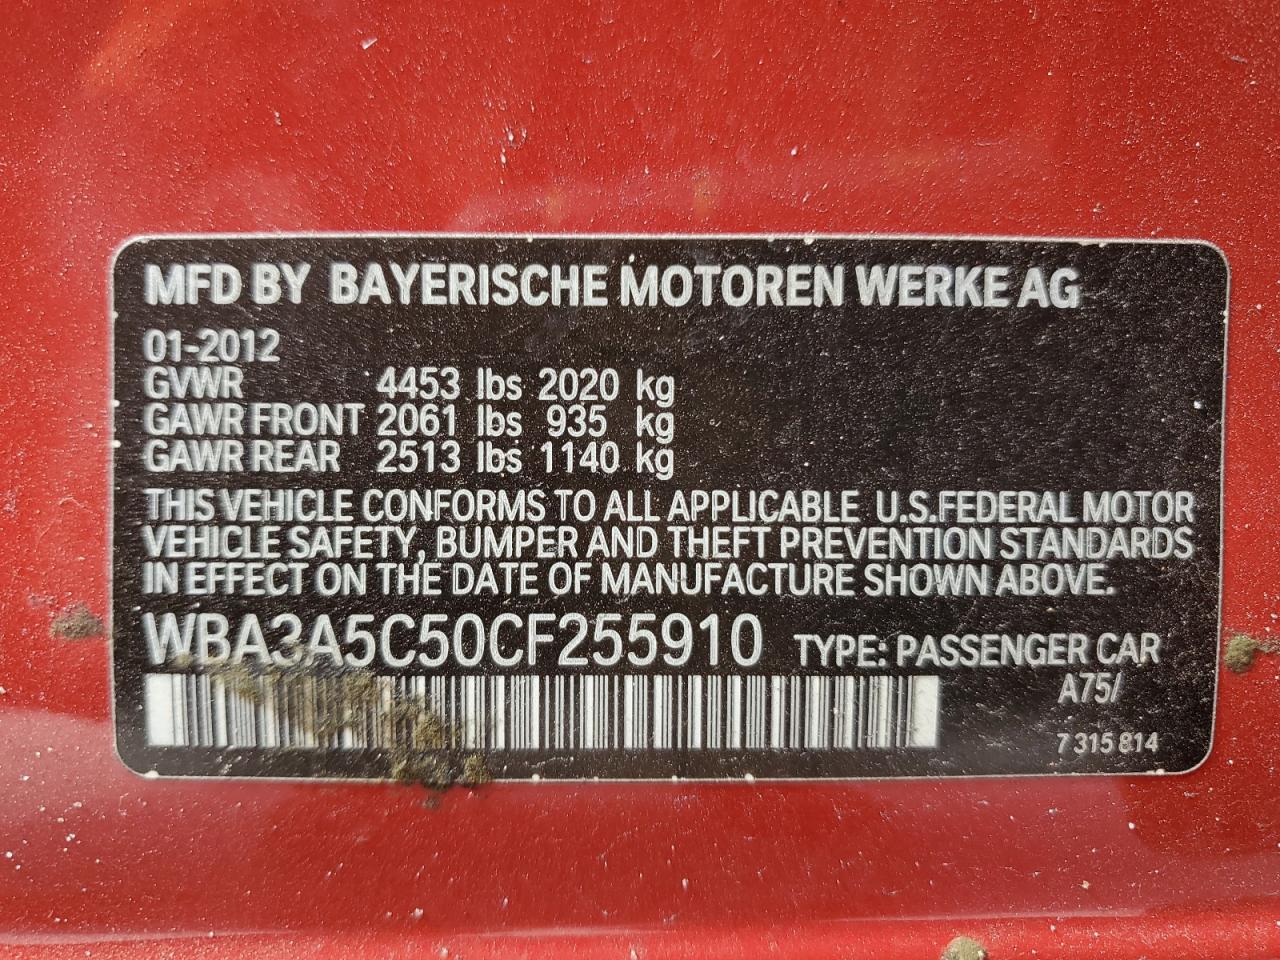 MFD BY BAYERISCHE MOTOREN WERKE AG
01-2012
GVWR 4453 lbs 2020 kg
GAWR FRONT 2061 lbs 935 kg
GAWR REAR 2513 lbs 1140 kg
THIS VEHICLE CONFORMS TO ALL APPLICABLE U.S.FEDERAL MOTOR
VEHICLE SAFETY, BUMPER AND THEFT PREVENTION STANDARDS
IN EFFECT ON THE DATE OF MANUFACTURE SHOWN ABOVE.
WBA3A5C50CF255910 TYPE: PASSENGER CAR
A75/
7 315 814